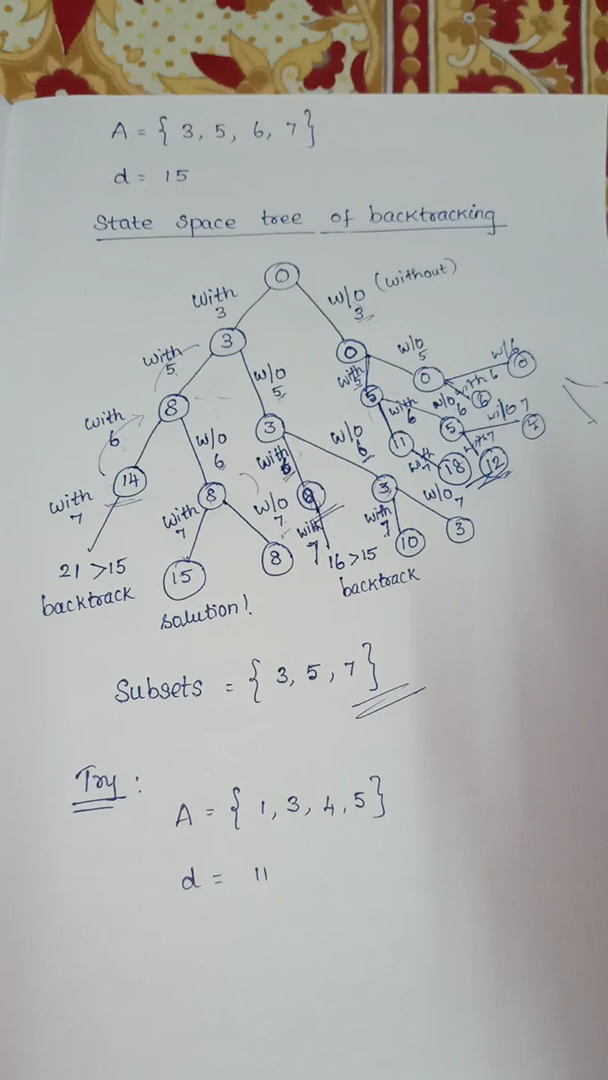 A = { 3, 5, 6, 7 }
d = 15
State space tree of backtracking
0
with 3
w/o 3
(without)
3
0
with 5
w/o 5
with 5
w/o 5
8
3
5
0
w/o 6
with 6
6
with 6
w/o 6
with 6
w/o 6
with 6
w/o 6
14
8
3
11
5
with 7
with 7
w/o 7
with 7
with 7
w/o 7
with 7
18
with 7
12
w/o 7
21 >15
backtrack
15
solution!
8
16 >15
backtrack
10
3
Subsets = { 3, 5, 7 }
Try :
A = { 1, 3, 4, 5 }
d = 11